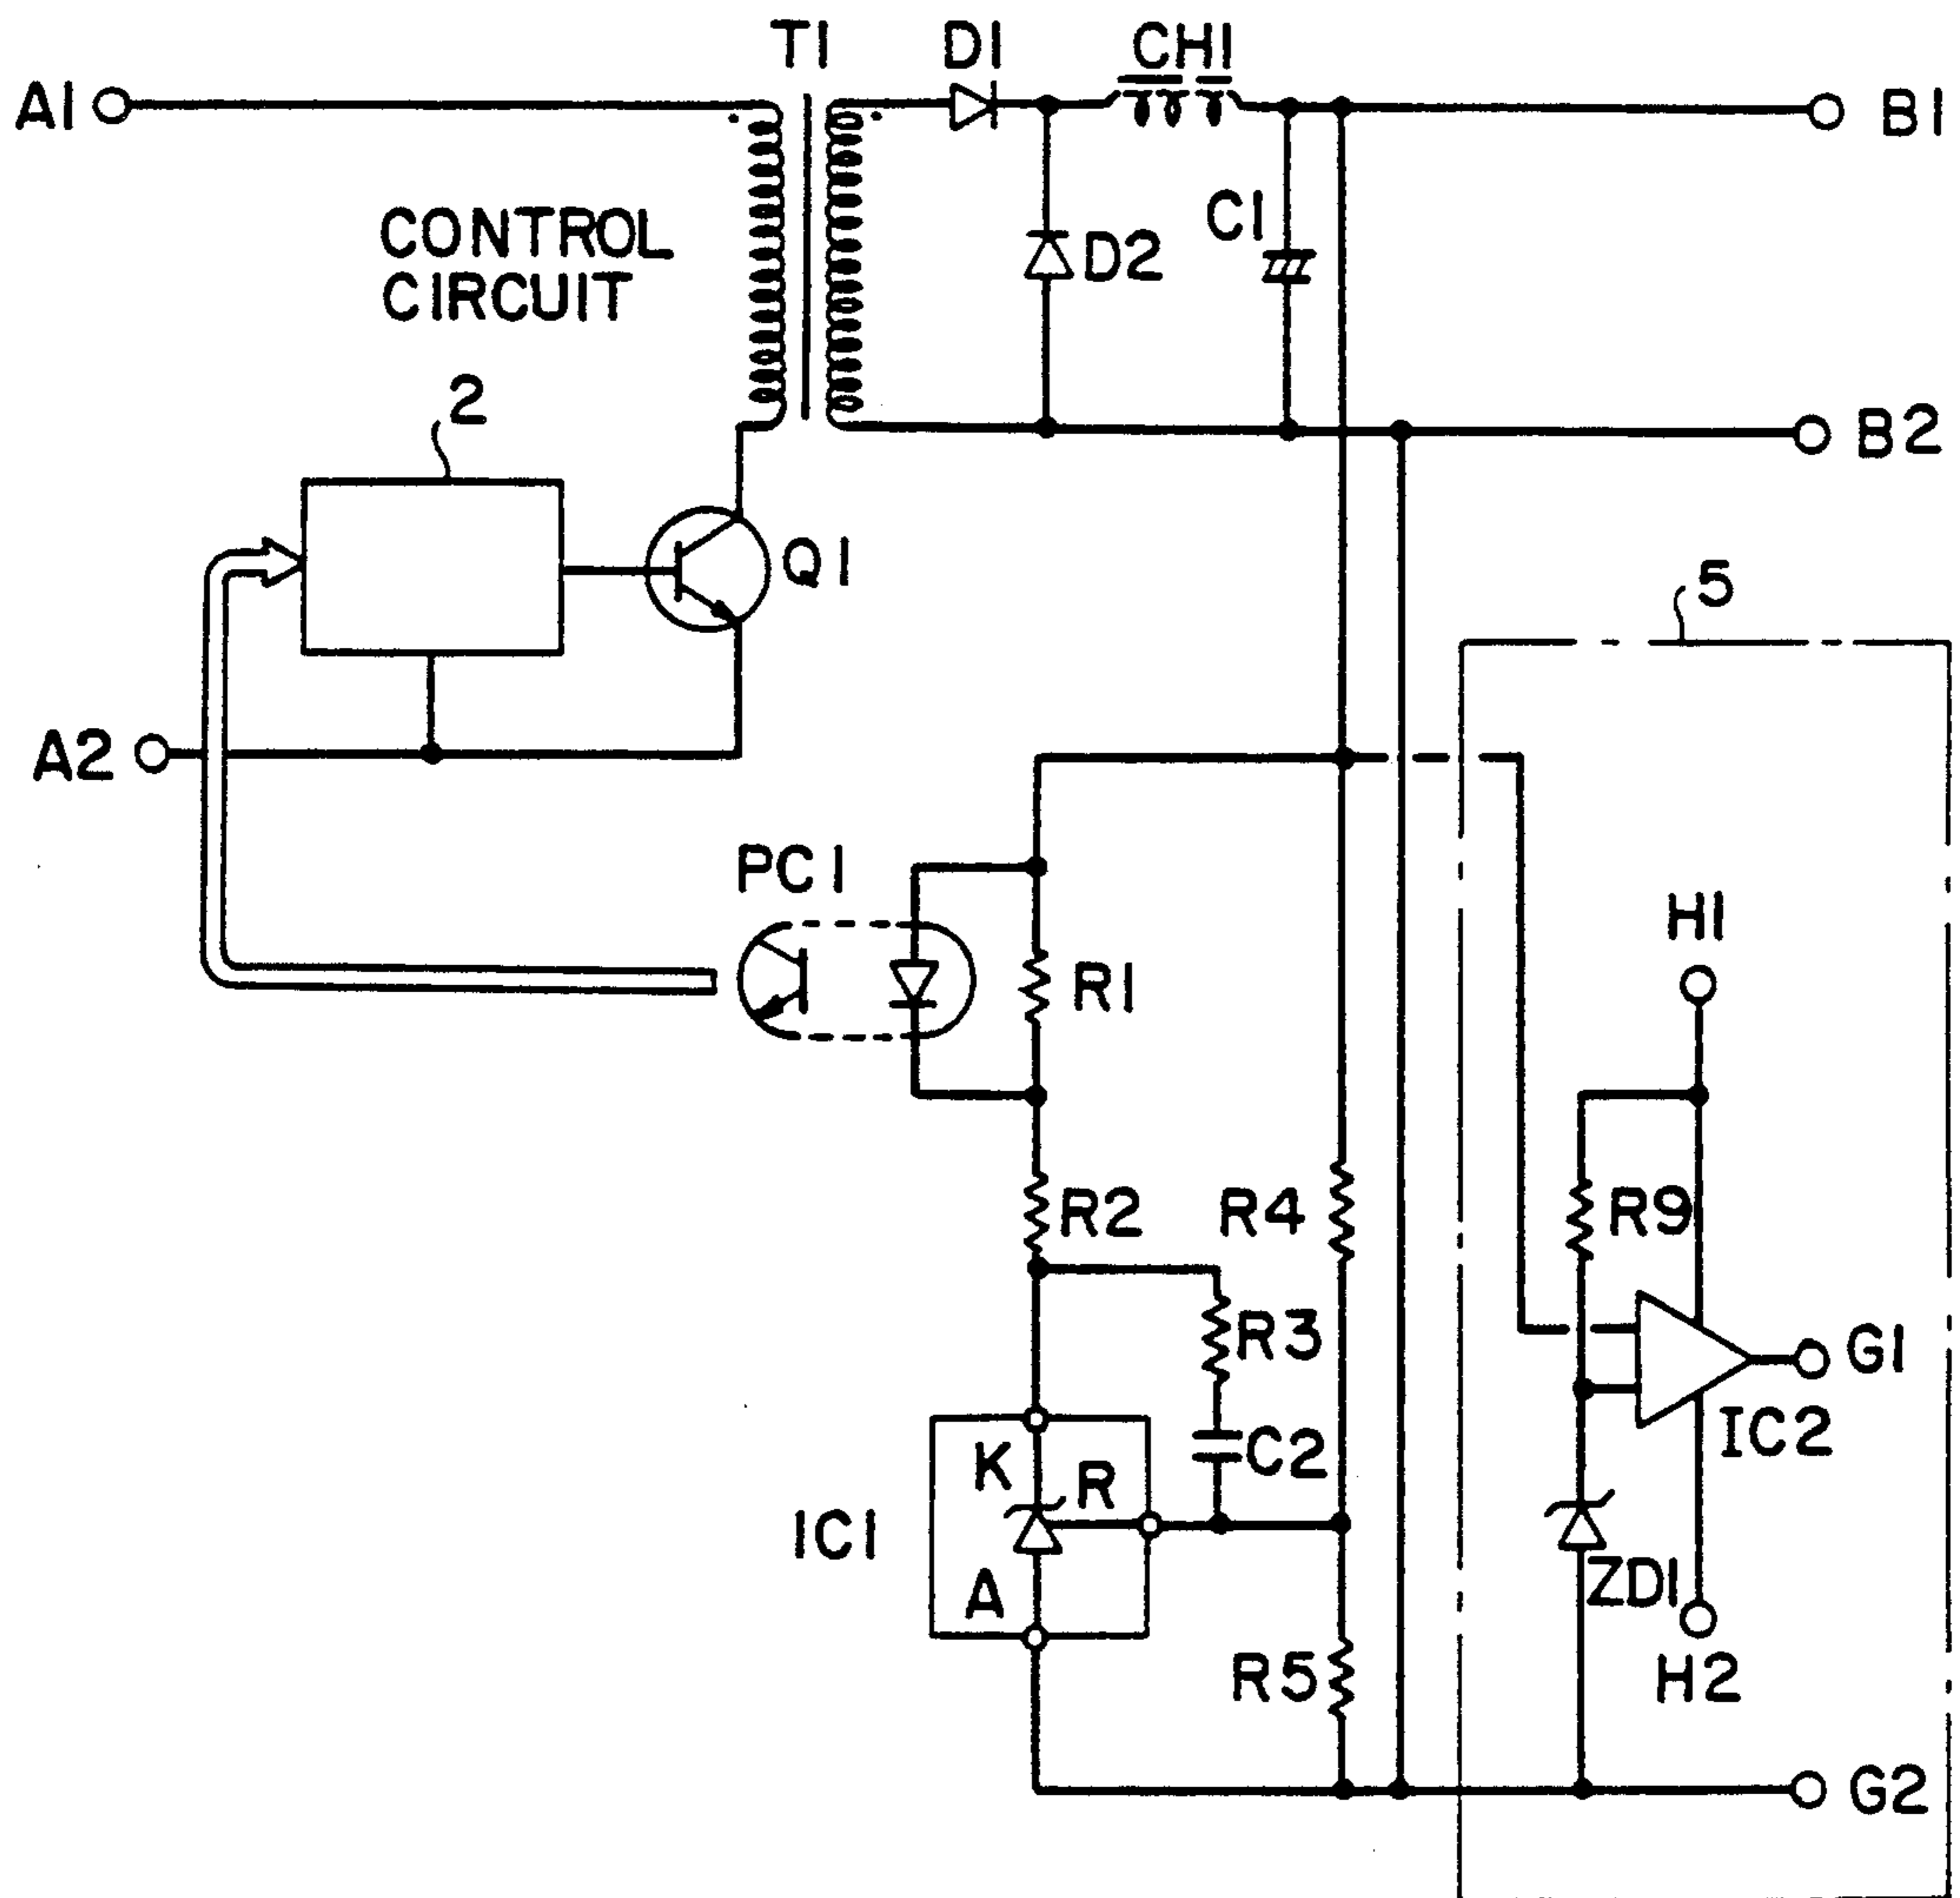 T1
D1
CH1
A1
B1
C1
CONTROL
CIRCUIT
D2
2
B2
Q1
5
A2
PC1
H1
R1
R2
R4
R9
R3
G1
IC2
K
R
C2
IC1
A
ZD1
R5
H2
G2